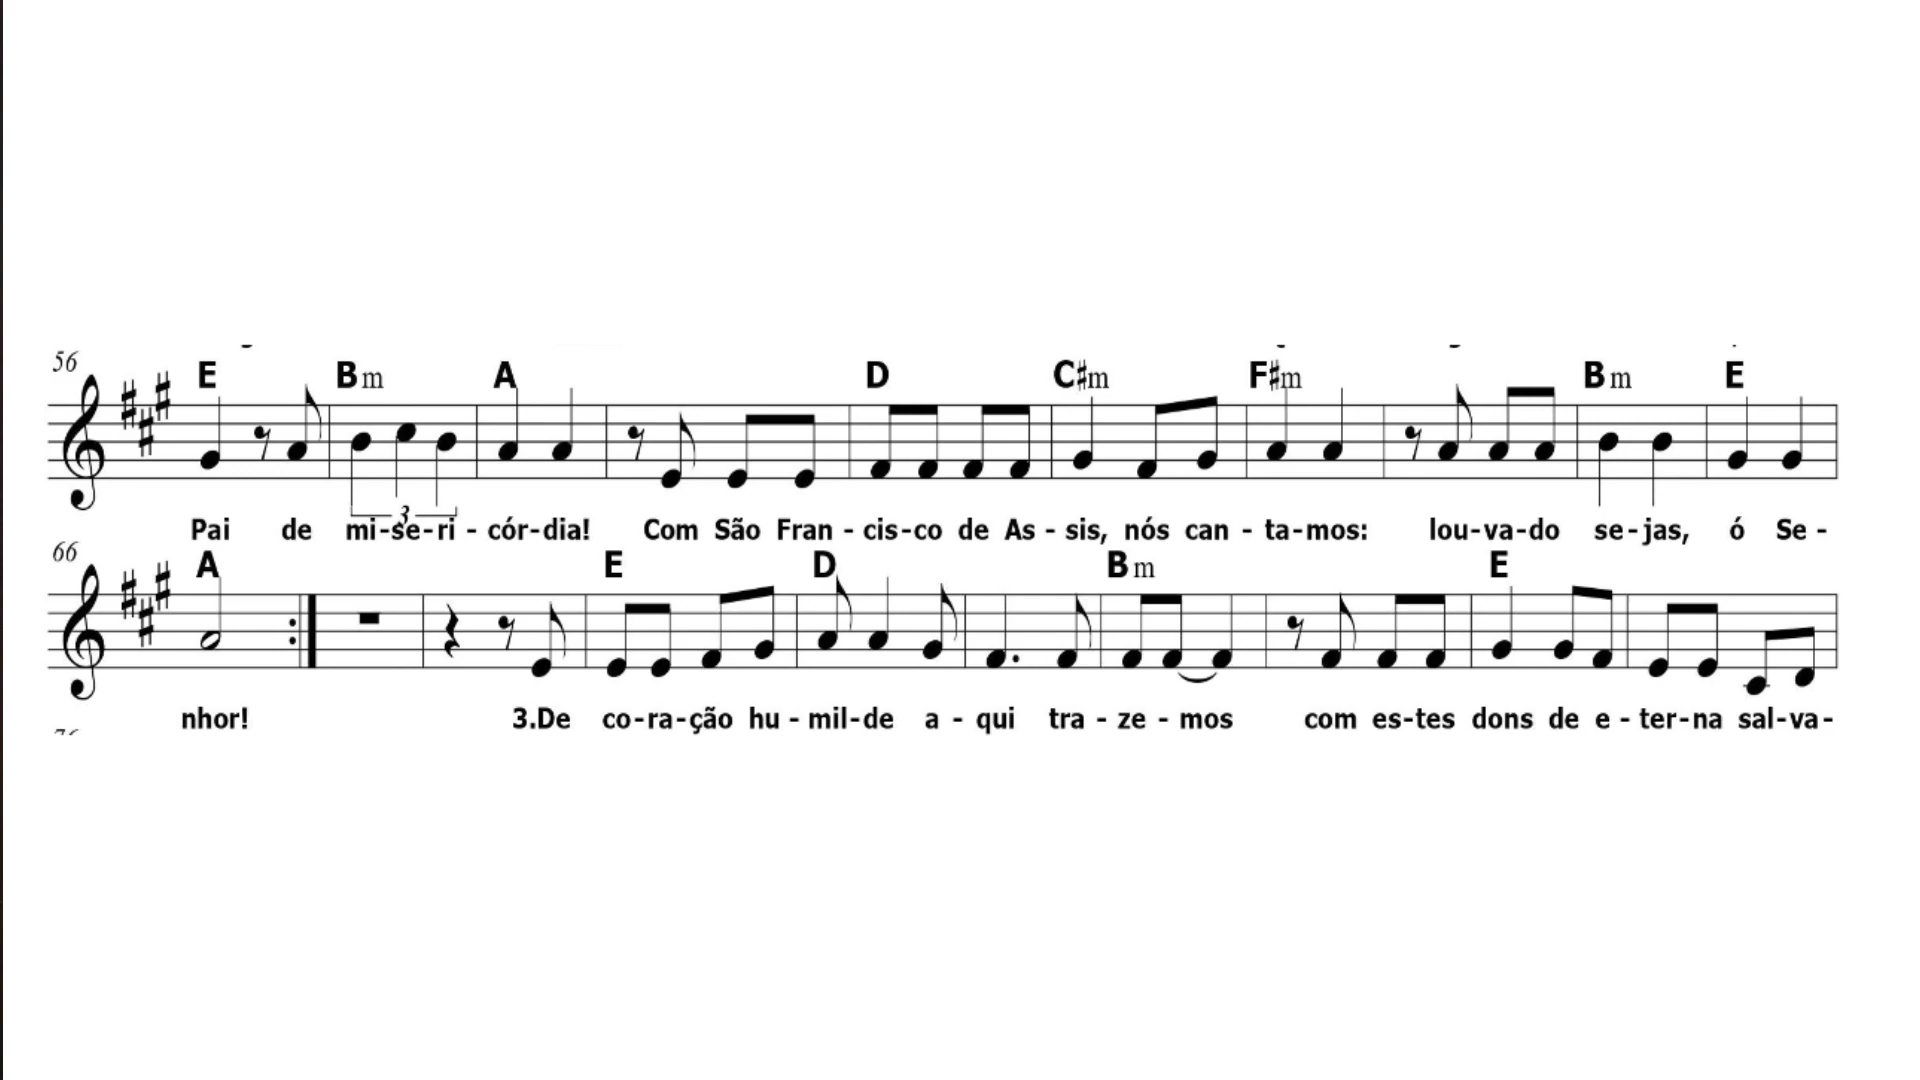 56
E Bm A D C#m F#m Bm E
3
Pai de mi-se-ri-cór-dia! Com São Fran-cis-co de As-sis, nós can-ta-mos: lou-va-do se-jas, ó Se-
66
A E D Bm E
nhor! 3.De co-ra-ção hu-mil-de a-qui tra-ze-mos com es-tes dons de e-ter-na sal-va-